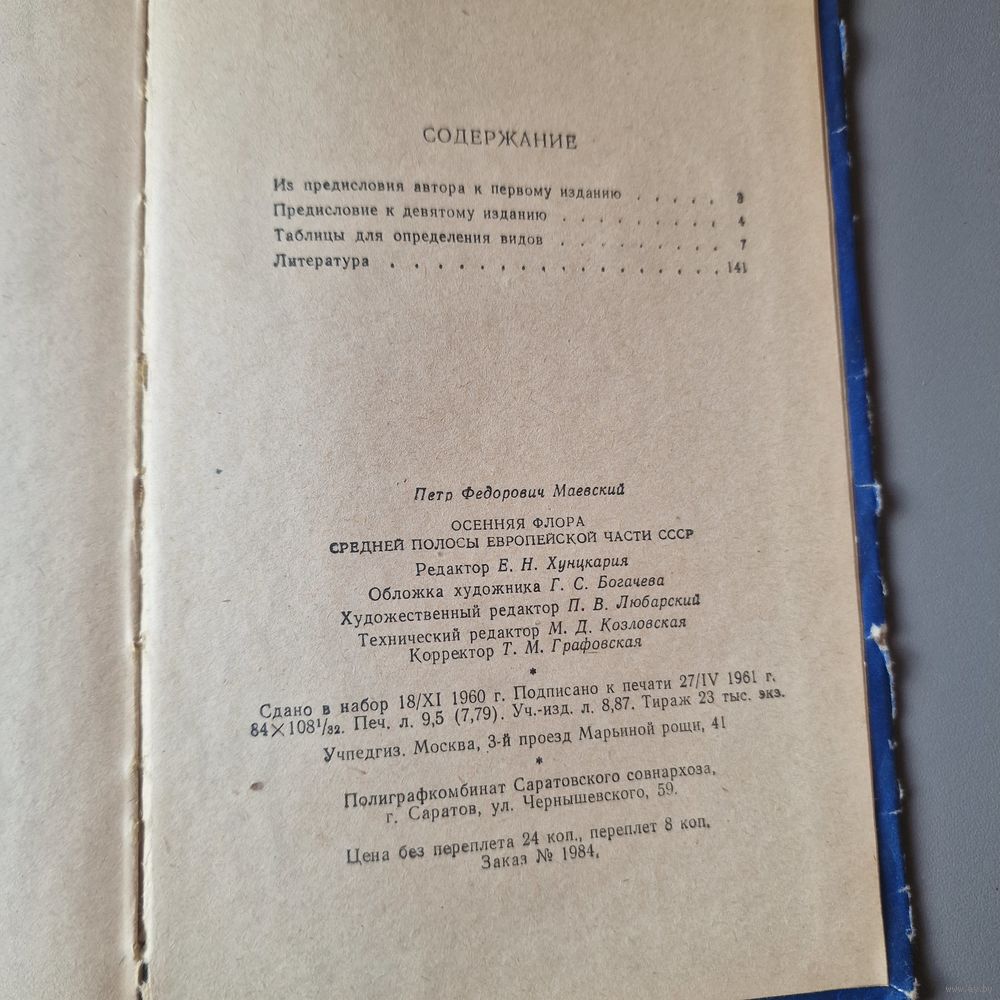 СОДЕРЖАНИЕ
Из предисловия автора к первому изданию . . . . . 3
Предисловие к девятому изданию . . . . . . . . . 4
Таблицы для определения видов . . . . . . . . . 7
Литература . . . . . . . . . . . . . . . . . . 141
Петр Федорович Маевский
ОСЕННЯЯ ФЛОРА
СРЕДНЕЙ ПОЛОСЫ ЕВРОПЕЙСКОЙ ЧАСТИ СССР
Редактор Е. Н. Хунцкария
Обложка художника Г. С. Богачева
Художественный редактор П. В. Любарский
Технический редактор М. Д. Козловская
Корректор Т. М. Графовская
*
Сдано в набор 18/XI 1960 г. Подписано к печати 27/IV 1961 г.
84×108¹/₃₂. Печ. л. 9,5 (7,79). Уч.-изд. л. 8,87. Тираж 23 тыс. экз.
Учпедгиз. Москва, 3-й проезд Марьиной рощи, 41
*
Полиграфкомбинат Саратовского совнархоза,
г. Саратов, ул. Чернышевского, 59.
Цена без переплета 24 коп., переплет 8 коп.
Заказ № 1984.
www.ay.by